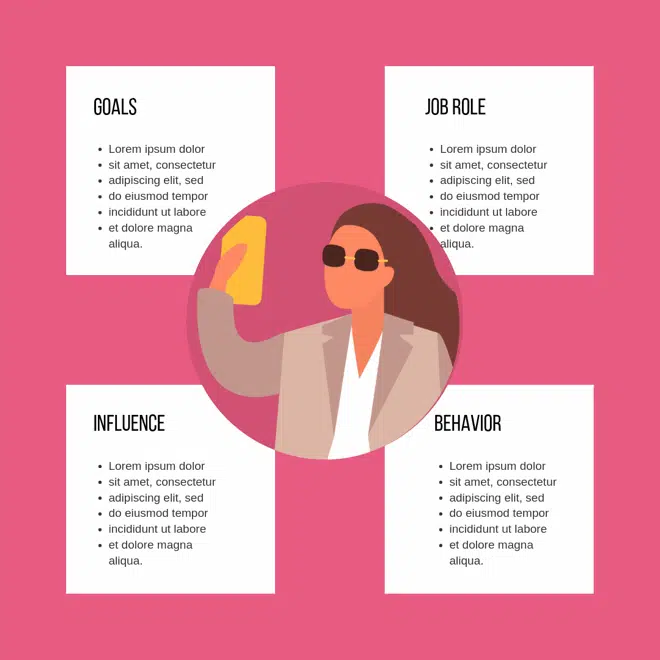 GOALS
Lorem ipsum dolor
sit amet, consectetur
adipiscing elit, sed
do eiusmod tempor
incididunt ut labore
et dolore magna
aliqua.
JOB ROLE
Lorem ipsum dolor
sit amet, consectetur
adipiscing elit, sed
do eiusmod tempor
incididunt ut labore
et dolore magna
aliqua.
INFLUENCE
Lorem ipsum dolor
sit amet, consectetur
adipiscing elit, sed
do eiusmod tempor
incididunt ut labore
et dolore magna
aliqua.
BEHAVIOR
Lorem ipsum dolor
sit amet, consectetur
adipiscing elit, sed
do eiusmod tempor
incididunt ut labore
et dolore magna
aliqua.